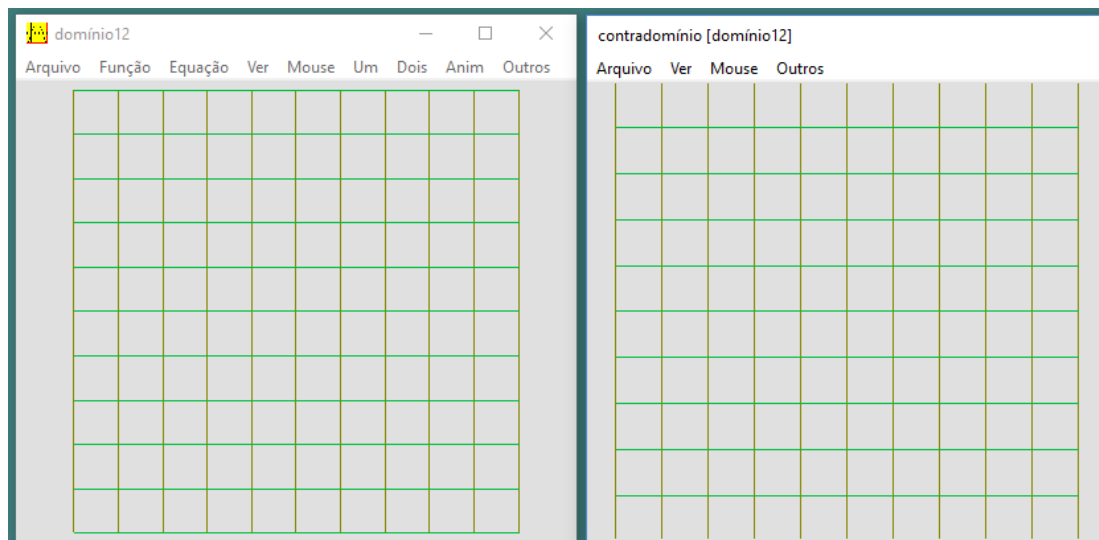 domínio12
Arquivo Função Equação Ver Mouse Um Dois Anim Outros
contradomínio [domínio12]
Arquivo Ver Mouse Outros